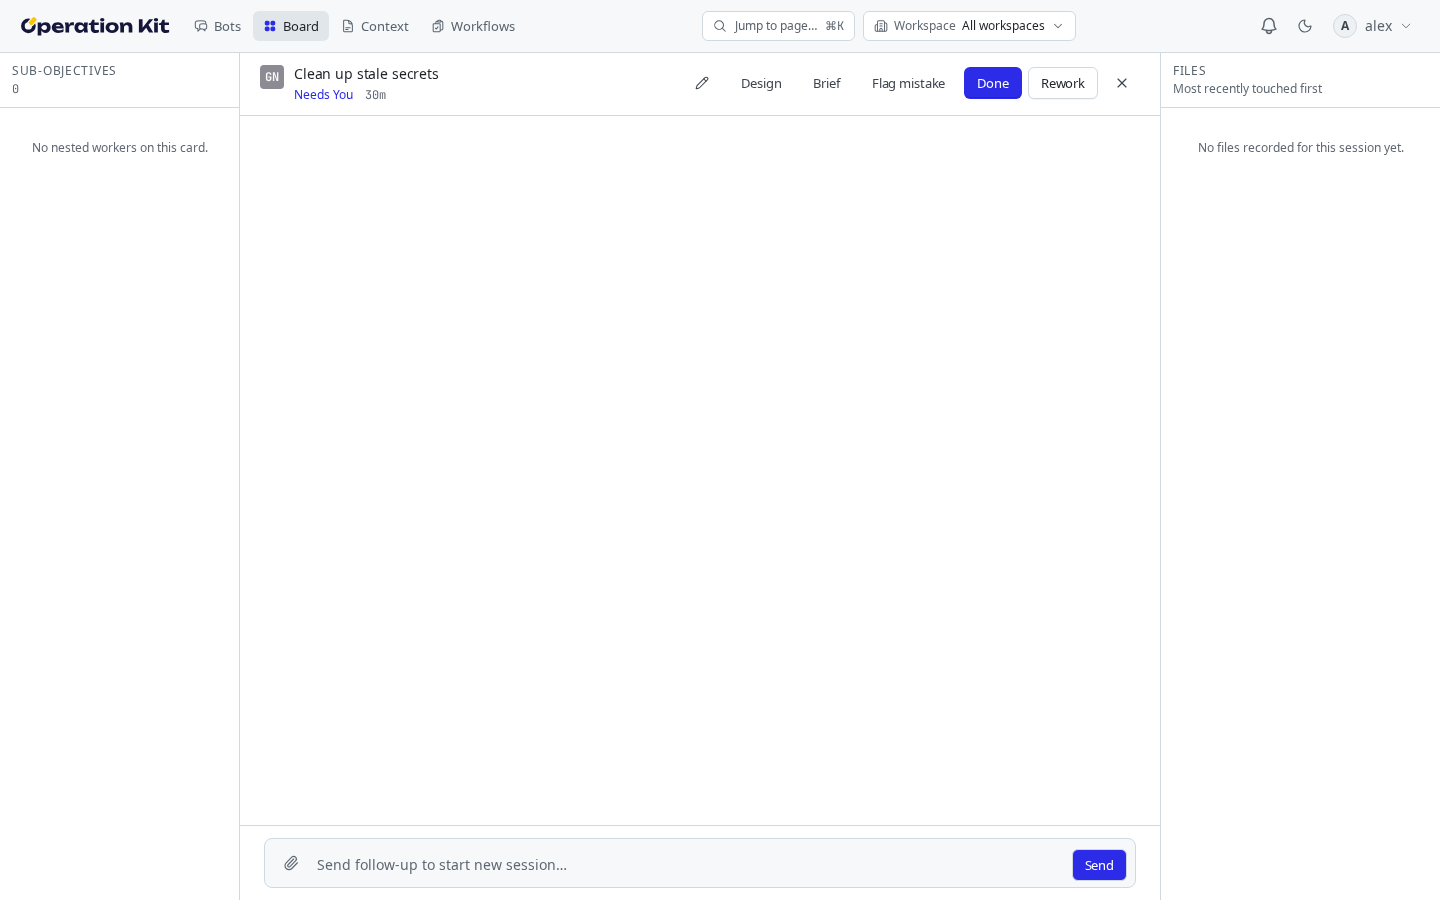 Operation Kit
Bots
Board
Context
Workflows
Jump to page... ⌘K
Workspace All workspaces
A alex
SUB-OBJECTIVES
0
No nested workers on this card.
GN
Clean up stale secrets
Needs You 30m
Design
Brief
Flag mistake
Done
Rework
Send follow-up to start new session...
Send
FILES
Most recently touched first
No files recorded for this session yet.